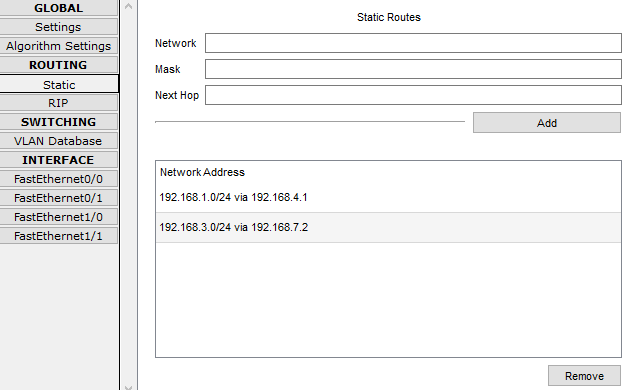 GLOBAL
Settings
Algorithm Settings
ROUTING
Static
RIP
SWITCHING
VLAN Database
INTERFACE
FastEthernet0/0
FastEthernet0/1
FastEthernet1/0
FastEthernet1/1
Static Routes
Network
Mask
Next Hop
Add
Network Address
192.168.1.0/24 via 192.168.4.1
192.168.3.0/24 via 192.168.7.2
Remove